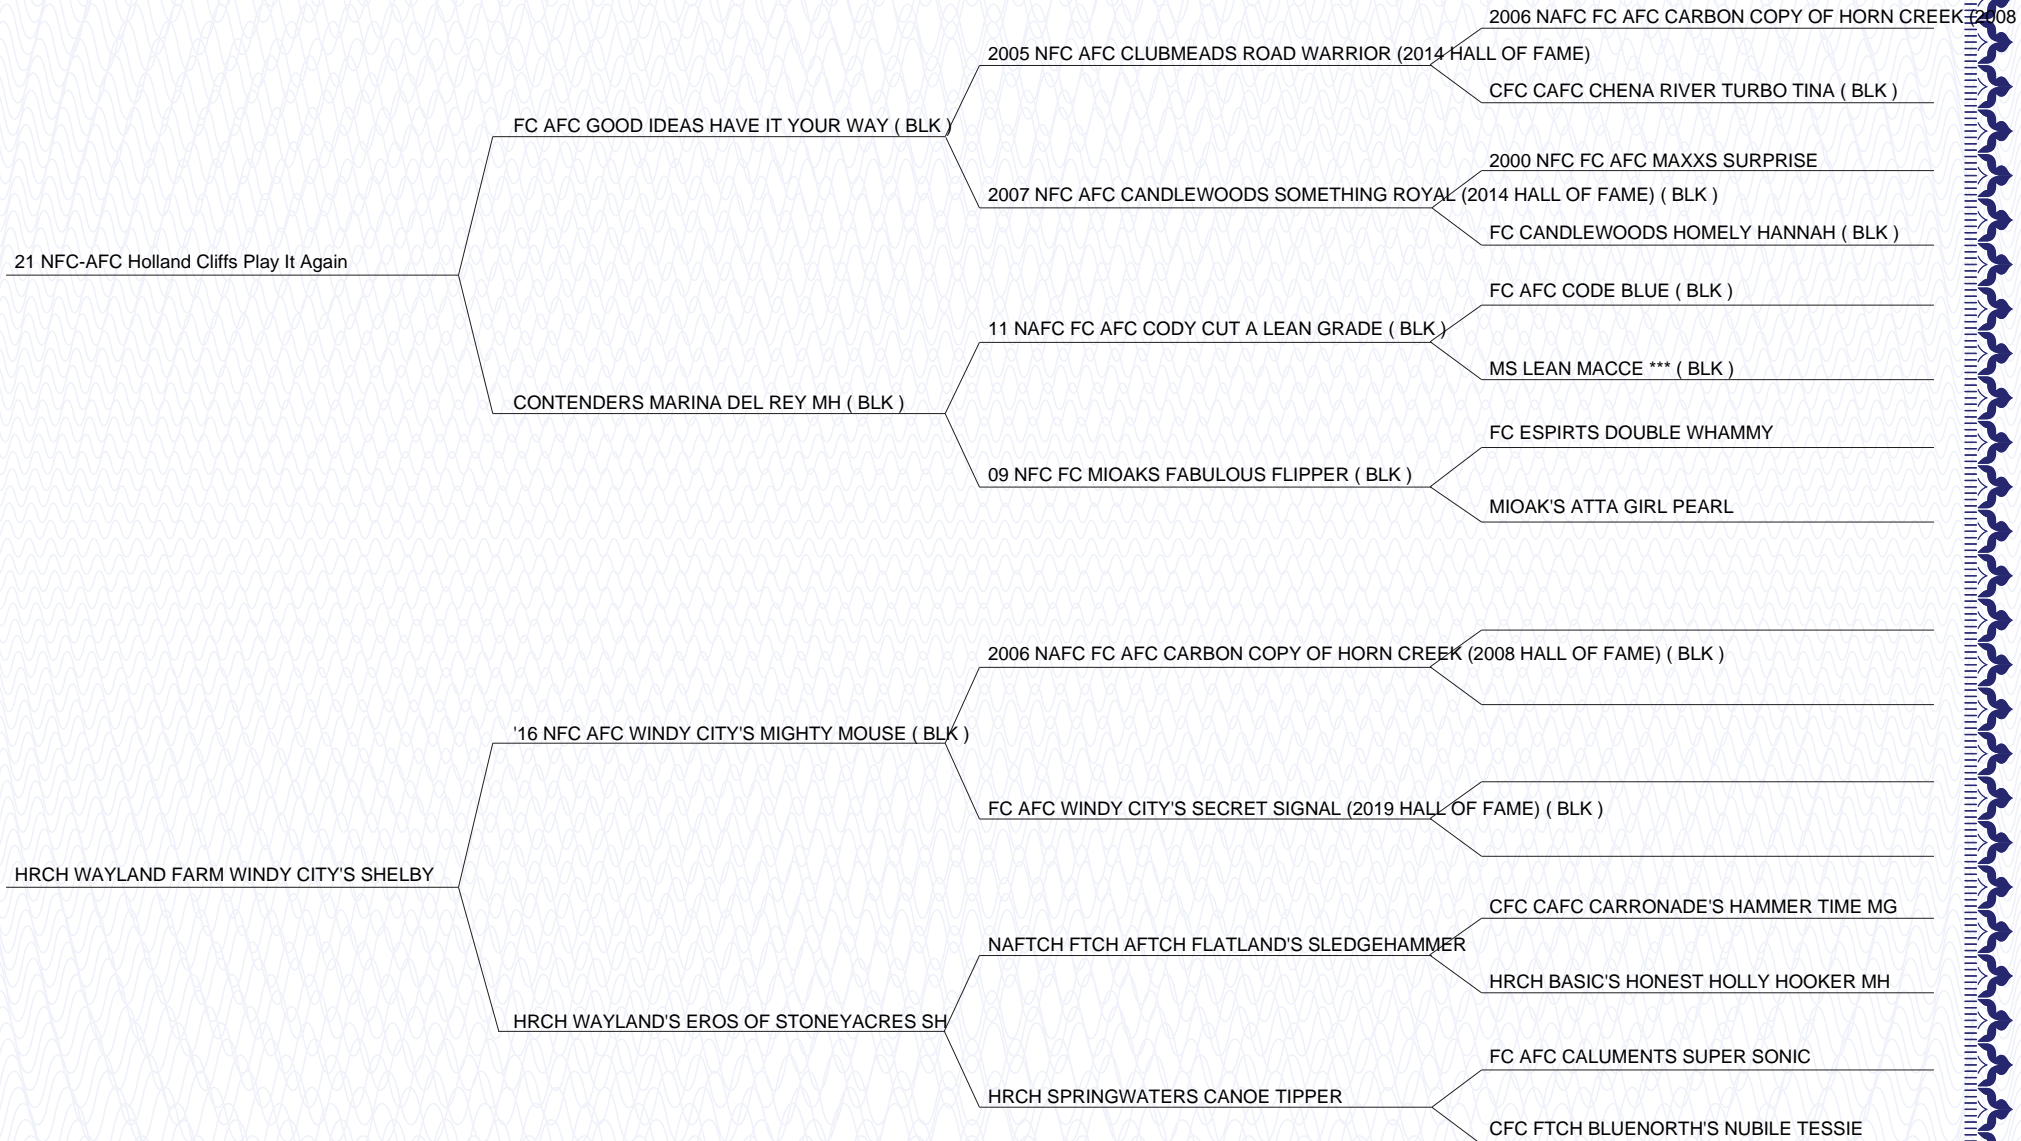 2006 NAFC FC AFC CARBON COPY OF HORN CREEK (2008
2005 NFC AFC CLUBMEADS ROAD WARRIOR (2014 HALL OF FAME)
CFC CAFC CHENA RIVER TURBO TINA ( BLK )
FC AFC GOOD IDEAS HAVE IT YOUR WAY ( BLK )
2000 NFC FC AFC MAXXS SURPRISE
2007 NFC AFC CANDLEWOODS SOMETHING ROYAL (2014 HALL OF FAME) ( BLK )
FC CANDLEWOODS HOMELY HANNAH ( BLK )
21 NFC-AFC Holland Cliffs Play It Again
FC AFC CODE BLUE ( BLK )
11 NAFC FC AFC CODY CUT A LEAN GRADE ( BLK )
MS LEAN MACCE *** ( BLK )
CONTENDERS MARINA DEL REY MH ( BLK )
FC ESPIRTS DOUBLE WHAMMY
09 NFC FC MIOAKS FABULOUS FLIPPER ( BLK )
MIOAK'S ATTA GIRL PEARL
2006 NAFC FC AFC CARBON COPY OF HORN CREEK (2008 HALL OF FAME) ( BLK )
'16 NFC AFC WINDY CITY'S MIGHTY MOUSE ( BLK )
FC AFC WINDY CITY'S SECRET SIGNAL (2019 HALL OF FAME) ( BLK )
HRCH WAYLAND FARM WINDY CITY'S SHELBY
CFC CAFC CARRONADE'S HAMMER TIME MG
NAFTCH FTCH AFTCH FLATLAND'S SLEDGEHAMMER
HRCH BASIC'S HONEST HOLLY HOOKER MH
HRCH WAYLAND'S EROS OF STONEYACRES SH
FC AFC CALUMENTS SUPER SONIC
HRCH SPRINGWATERS CANOE TIPPER
CFC FTCH BLUENORTH'S NUBILE TESSIE